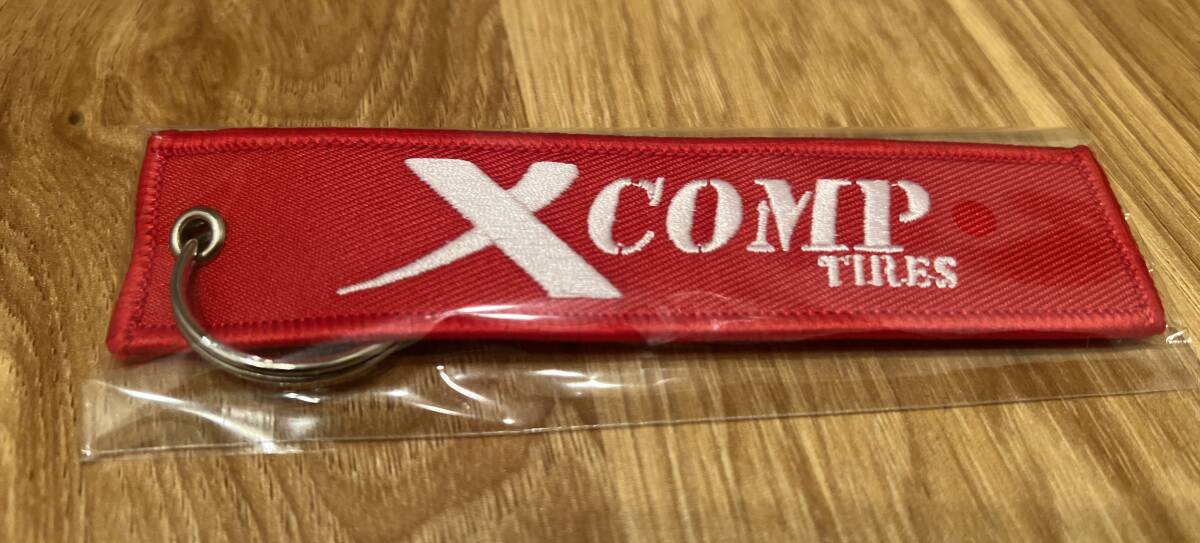 XCOMP
TIRES